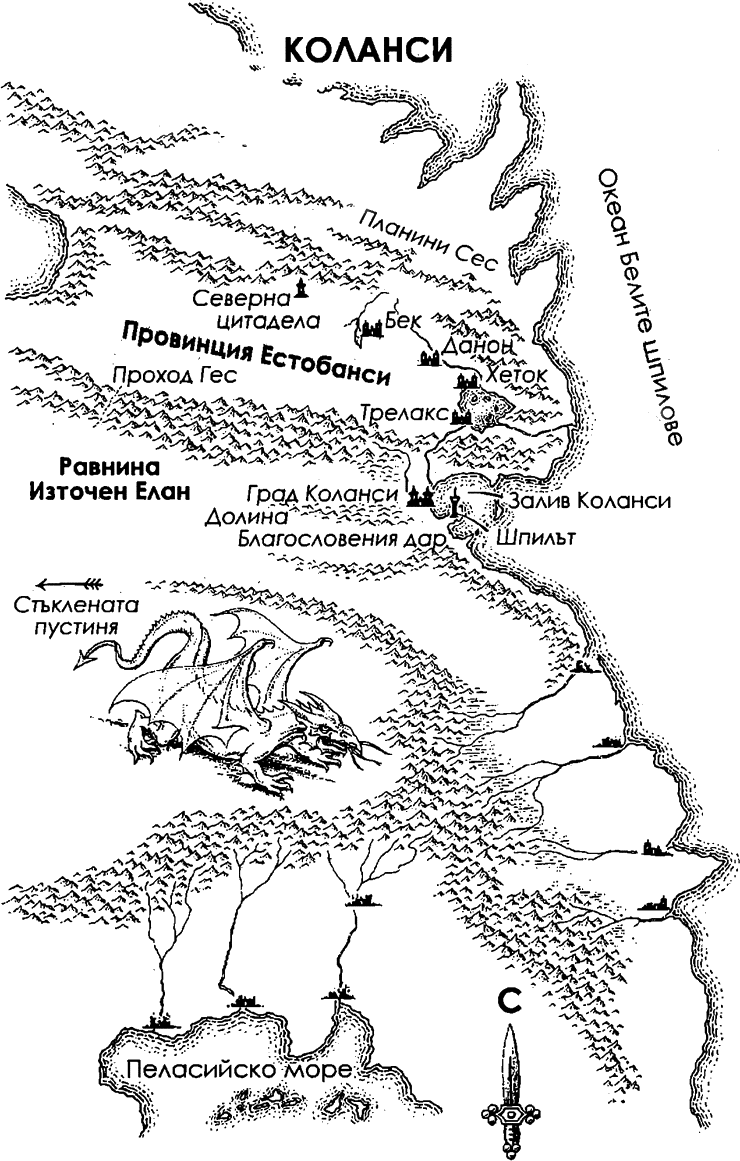 КОЛАНСИ
Океан Белите шпилове
Планини Сес
Северна
цитадела
Бек
Провинция Естобанси
Данон
Проход Гес
Хеток
Трелакс
Равнина
Източен Елан
Град Коланси
Залив Коланси
Долина
Благословения дар
Шпилът
Стъклената
пустиня
С
Пеласийско море